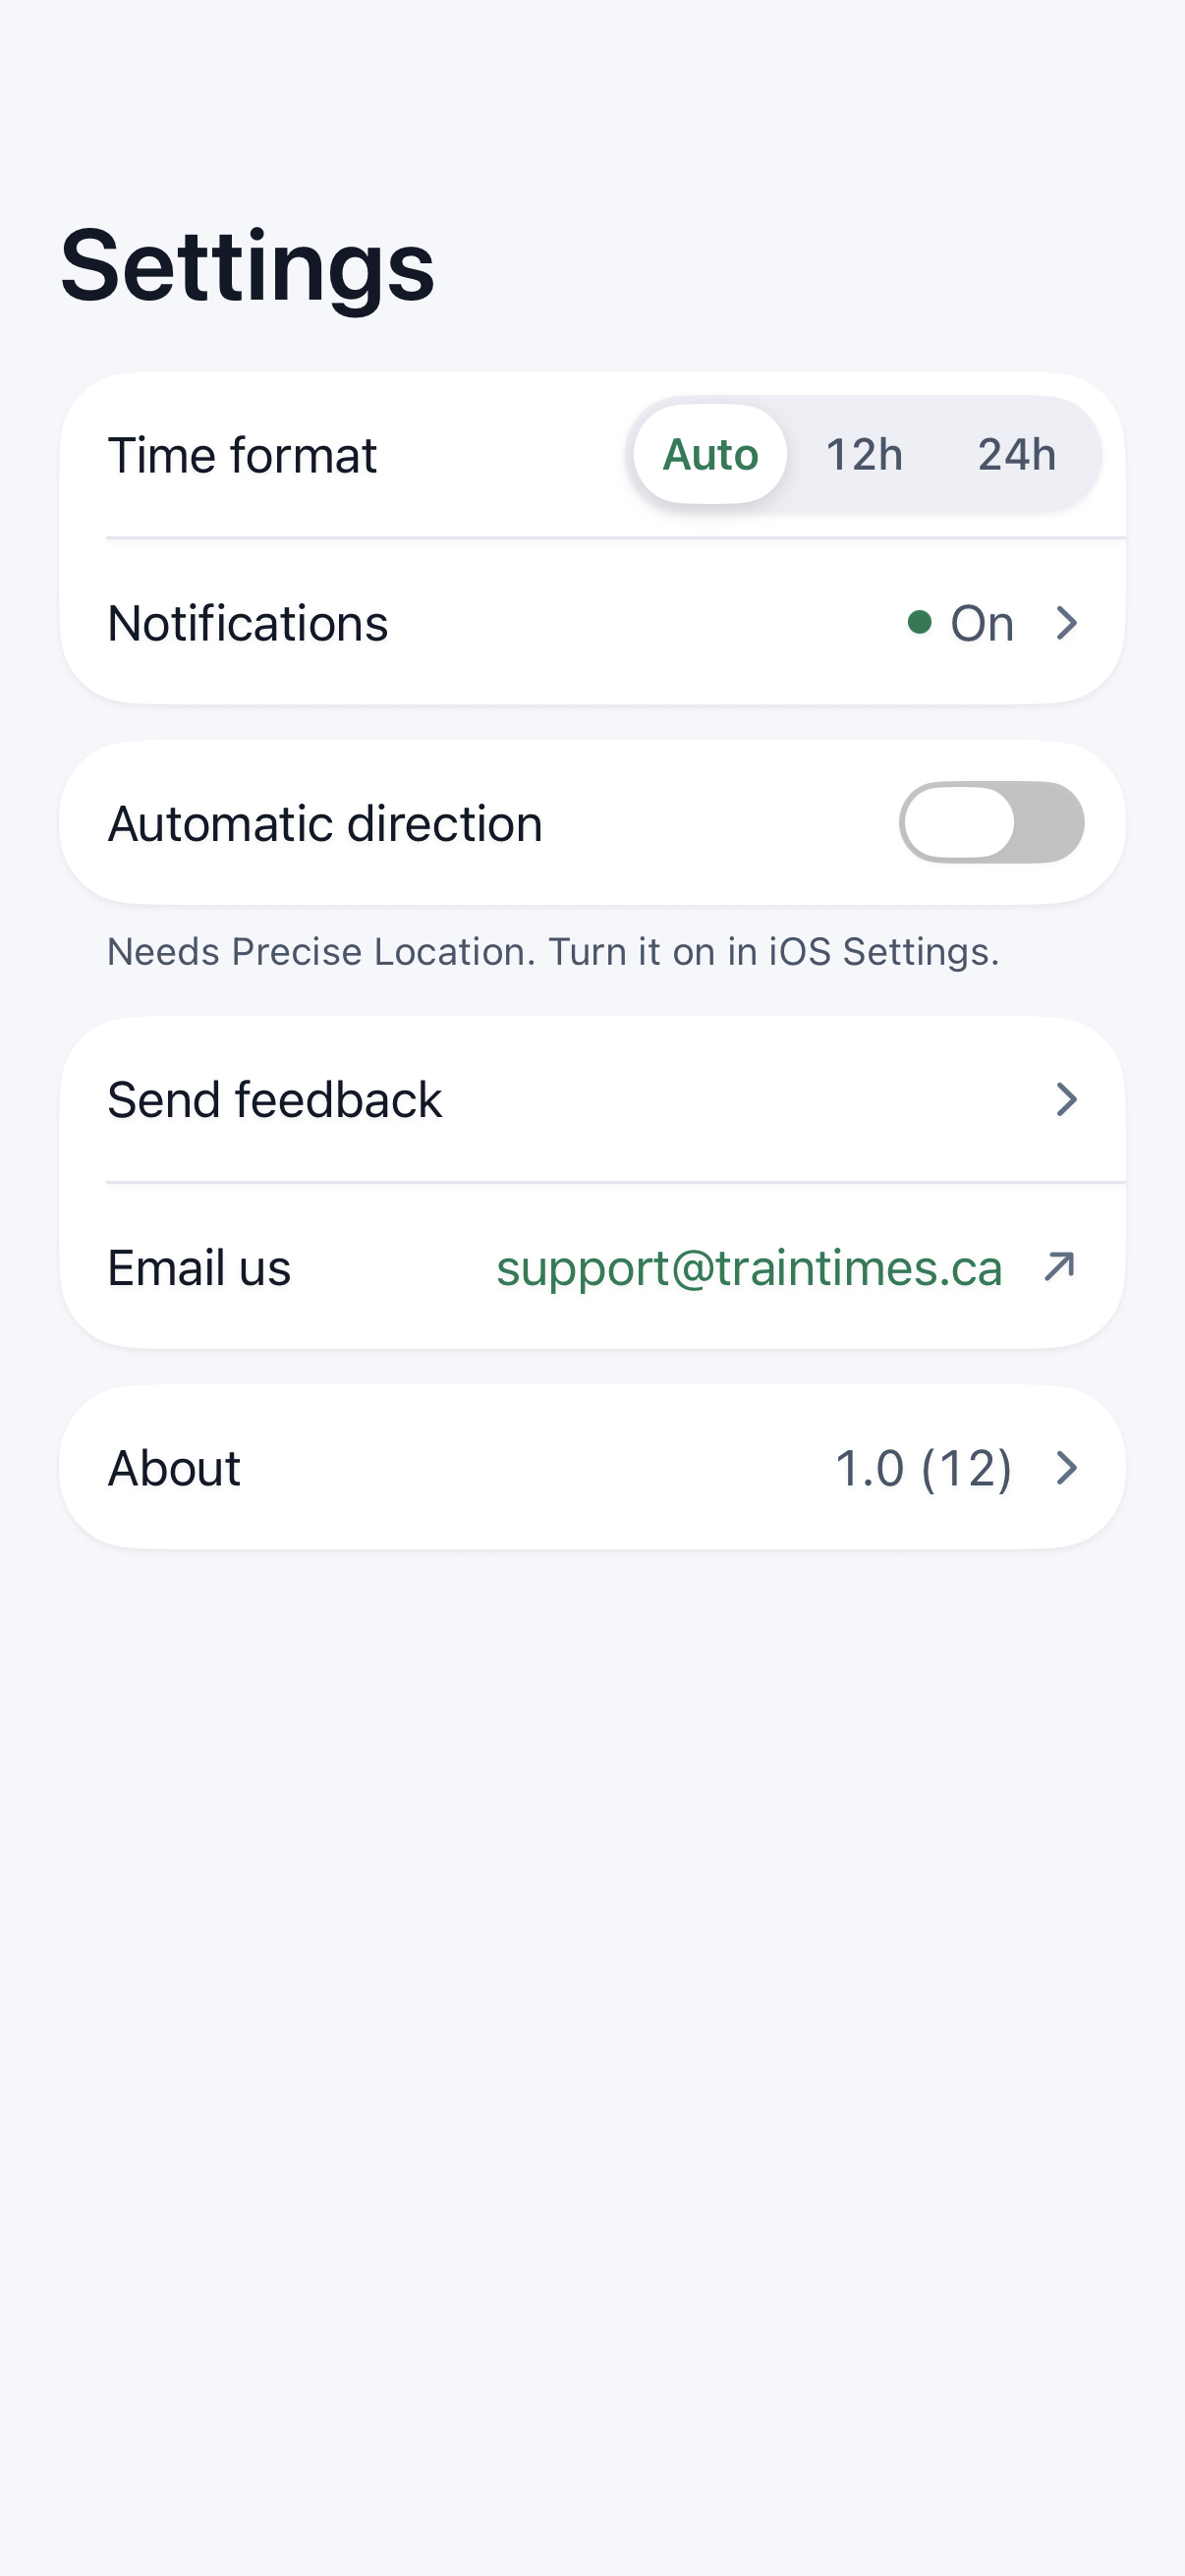 Settings
Time format Auto 12h 24h
Notifications On
Automatic direction
Needs Precise Location. Turn it on in iOS Settings.
Send feedback
Email us support@traintimes.ca
About 1.0 (12)